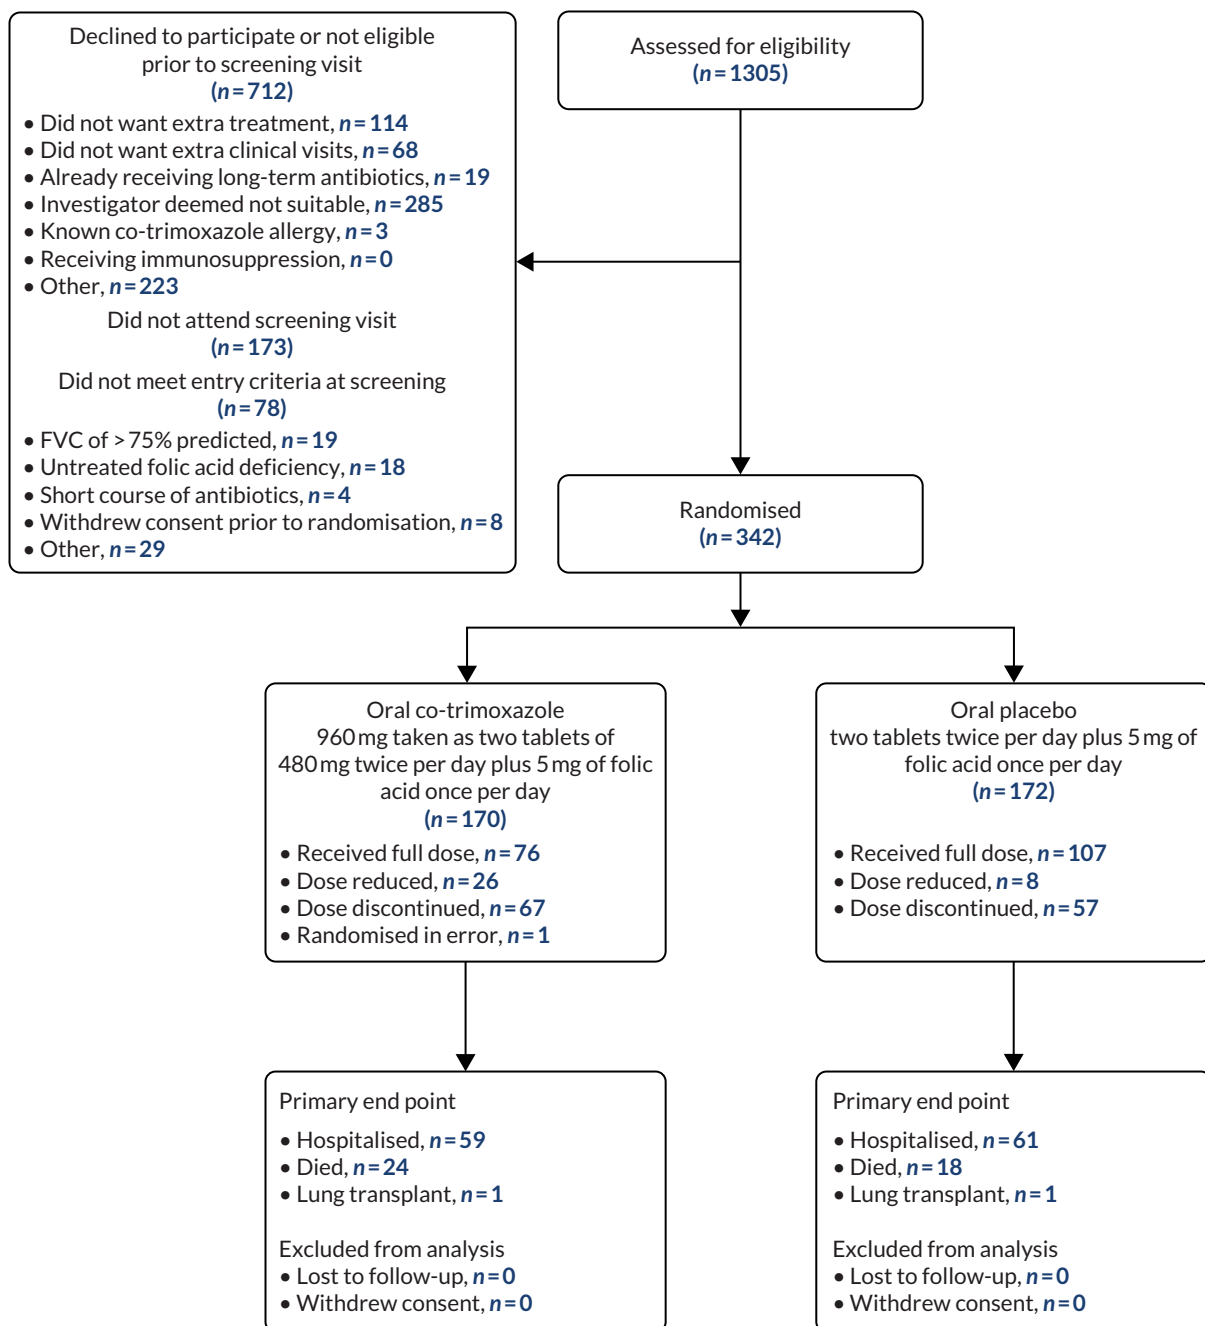 Declined to participate or not eligible
prior to screening visit
(n=712)
• Did not want extra treatment, n=114
• Did not want extra clinical visits, n=68
• Already receiving long-term antibiotics, n=19
• Investigator deemed not suitable, n=285
• Known co-trimoxazole allergy, n=3
• Receiving immunosuppression, n=0
• Other, n=223
Did not attend screening visit
(n=173)
Did not meet entry criteria at screening
(n=78)
• FVC of >75% predicted, n=19
• Untreated folic acid deficiency, n=18
• Short course of antibiotics, n=4
• Withdrew consent prior to randomisation, n=8
• Other, n=29
Assessed for eligibility
(n=1305)
Randomised
(n=342)
Oral co-trimoxazole
960mg taken as two tablets of
480mg twice per day plus 5mg of folic
acid once per day
(n=170)
• Received full dose, n=76
• Dose reduced, n=26
• Dose discontinued, n=67
• Randomised in error, n=1
Oral placebo
two tablets twice per day plus 5mg of
folic acid once per day
(n=172)
• Received full dose, n=107
• Dose reduced, n=8
• Dose discontinued, n=57
Primary end point
• Hospitalised, n=59
• Died, n=24
• Lung transplant, n=1
Excluded from analysis
• Lost to follow-up, n=0
• Withdrew consent, n=0
Primary end point
• Hospitalised, n=61
• Died, n=18
• Lung transplant, n=1
Excluded from analysis
• Lost to follow-up, n=0
• Withdrew consent, n=0